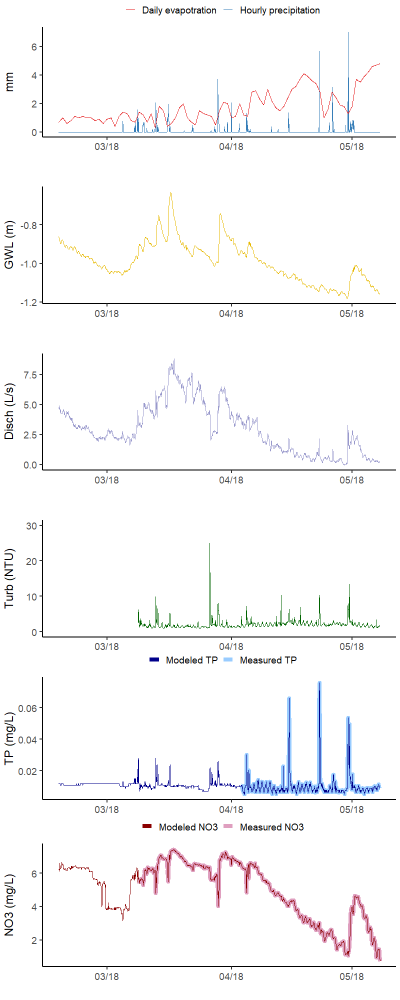 Daily evapotration Hourly precipitation
mm
6
4
2
0
03/18 04/18 05/18
GWL (m)
-0.8
-1.0
-1.2
03/18 04/18 05/18
Disch (L/s)
7.5
5.0
2.5
0.0
03/18 04/18 05/18
Turb (NTU)
30
20
10
0
03/18 04/18 05/18
Modeled TP Measured TP
TP (mg/L)
0.06
0.04
0.02
03/18 04/18 05/18
Modeled NO3 Measured NO3
NO3 (mg/L)
6
4
2
03/18 04/18 05/18